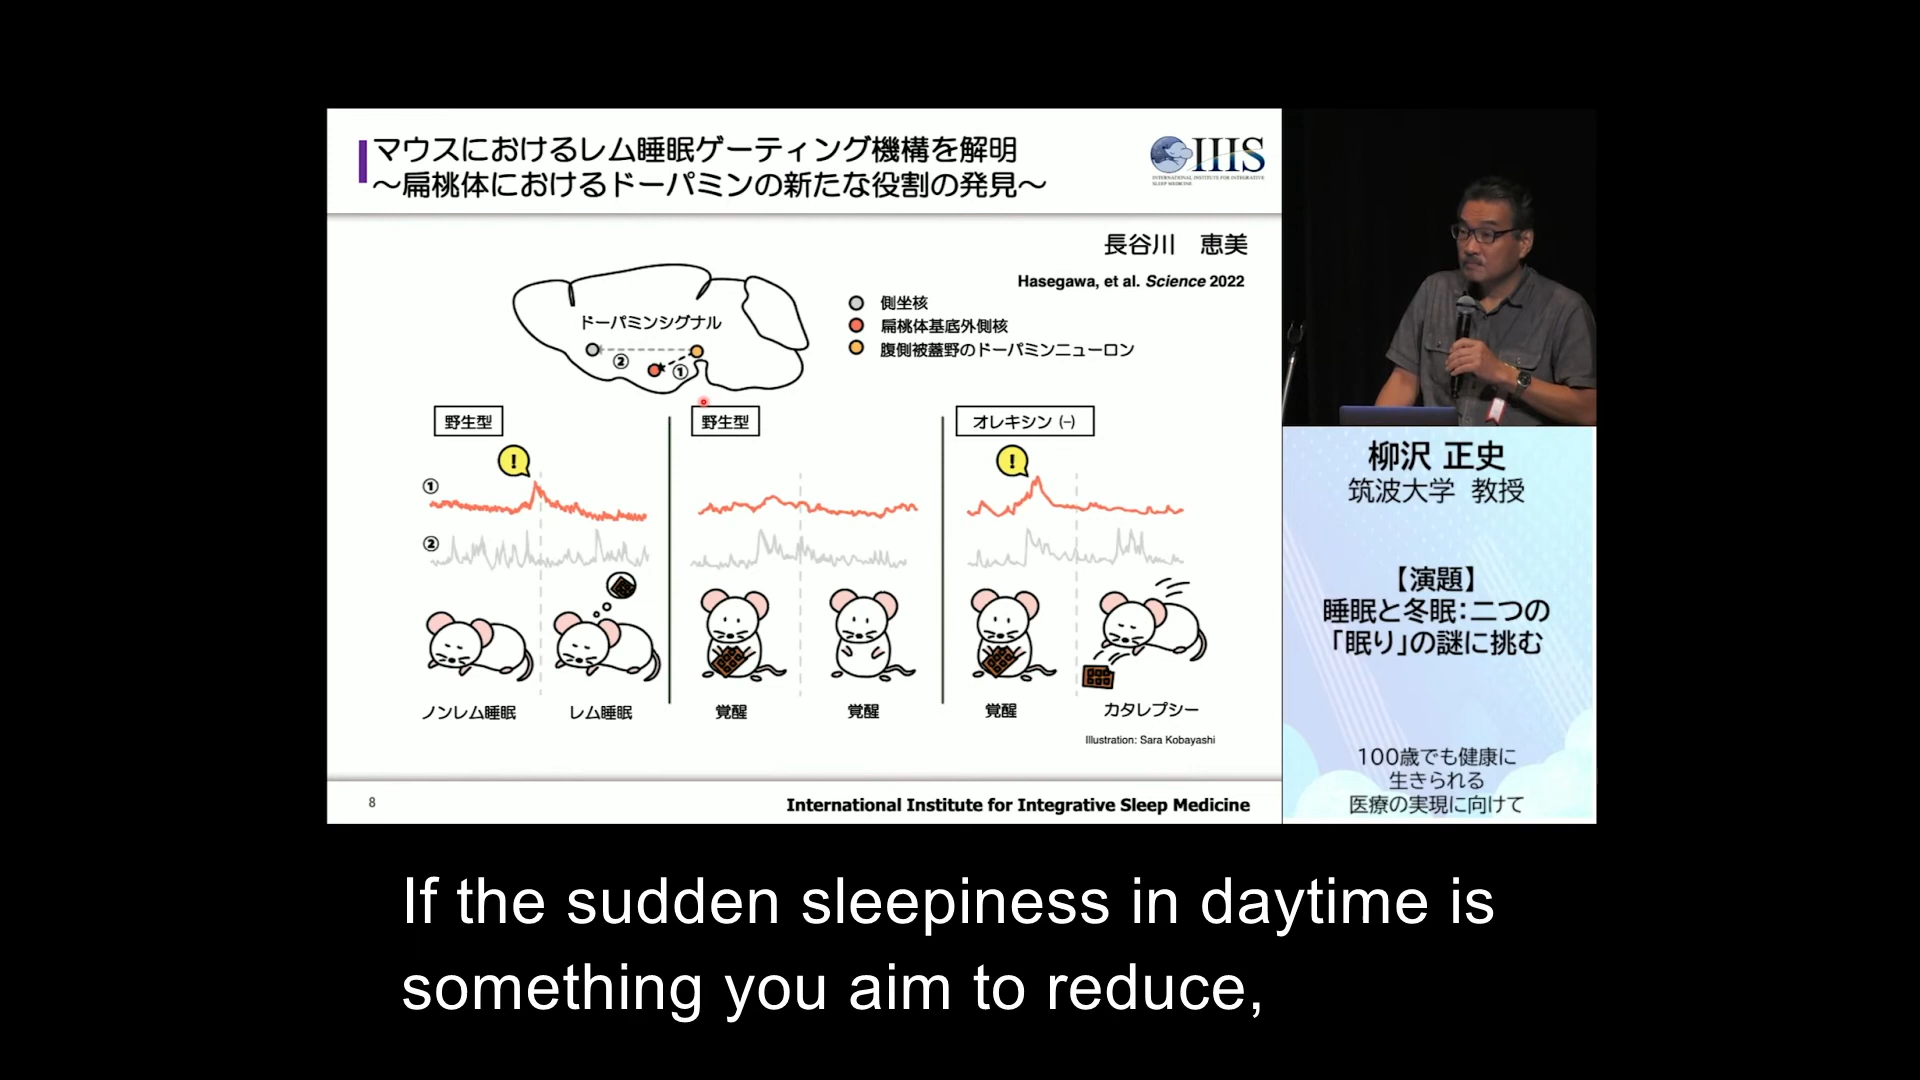 マウスにおけるレム睡眠ゲーティング機構を解明
～扁桃体におけるドーパミンの新たな役割の発見～
IIIS
INTERNATIONAL INSTITUTE FOR INTEGRATIVE
SLEEP MEDICINE
長谷川 恵美
Hasegawa, et al. Science 2022
側坐核
扁桃体基底外側核
腹側被蓋野のドーパミンニューロン
ドーパミンシグナル
②
①
野生型
野生型
オレキシン (−)
!
!
①
②
ノンレム睡眠
レム睡眠
覚醒
覚醒
覚醒
カタレプシー
Illustration: Sara Kobayashi
8
International Institute for Integrative Sleep Medicine
柳沢 正史
筑波大学 教授
【演題】
睡眠と冬眠：二つの
「眠り」の謎に挑む
100歳でも健康に
生きられる
医療の実現に向けて
If the sudden sleepiness in daytime is
something you aim to reduce,